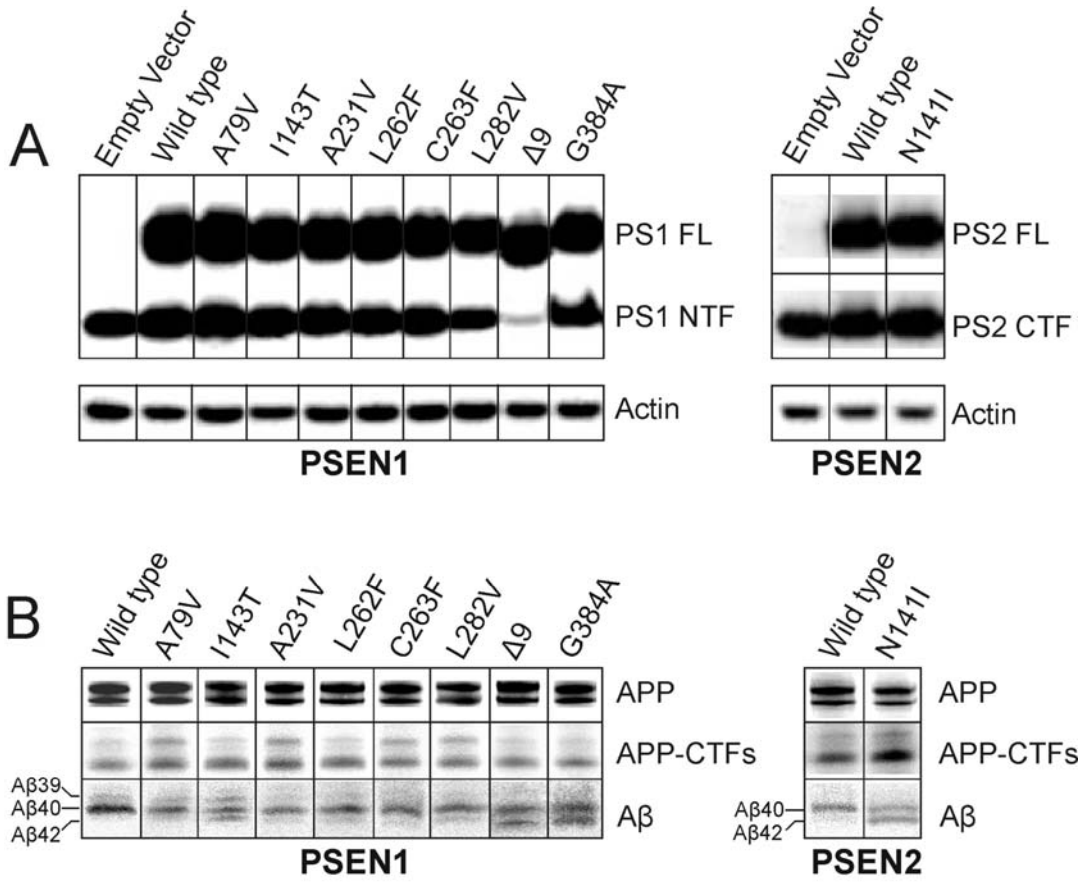 A
Empty Vector
Wild type
A79V
I143T
A231V
L262F
C263F
L282V
Δ9
G384A
PS1 FL
PS1 NTF
Actin
PSEN1
Empty Vector
Wild type
N141I
PS2 FL
PS2 CTF
Actin
PSEN2
B
Wild type
A79V
I143T
A231V
L262F
C263F
L282V
Δ9
G384A
APP
APP-CTFs
Aβ39
Aβ40
Aβ42
Aβ
PSEN1
Wild type
N141I
APP
APP-CTFs
Aβ40
Aβ42
Aβ
PSEN2